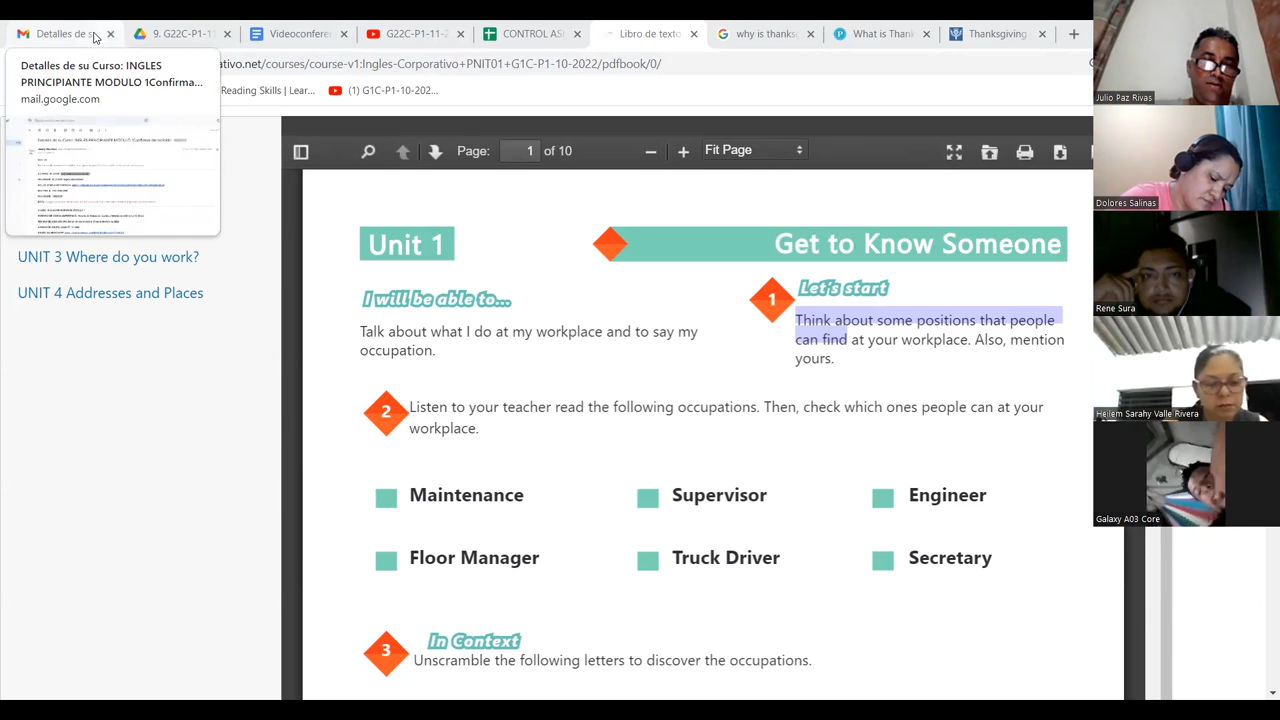 Detalles de s
9. G22C-P1-11
Videoconfere
G22C-P1-11-2
CONTROL ASI
Libro de texto
why is thanks
What is Thank
Thanksgiving
Detalles de su Curso: INGLES
PRINCIPIANTE MODULO 1Confirma...
mail.google.com
ativo.net/courses/course-v1:Ingles-Corporativo+PNIT01+G1C-P1-10-2022/pdfbook/0/
Reading Skills | Lear...
(1) G1C-P1-10-202...
Page:
1
of 10
Fit Page
UNIT 3 Where do you work?
UNIT 4 Addresses and Places
Unit 1
Get to Know Someone
I will be able to...
Talk about what I do at my workplace and to say my
occupation.
1
Let's start
Think about some positions that people
can find at your workplace. Also, mention
yours.
2
Listen to your teacher read the following occupations. Then, check which ones people can at your
workplace.
Maintenance
Supervisor
Engineer
Floor Manager
Truck Driver
Secretary
3
In Context
Unscramble the following letters to discover the occupations.
Julio Paz Rivas
Dolores Salinas
Rene Sura
Heilem Sarahy Valle Rivera
Galaxy A03 Core